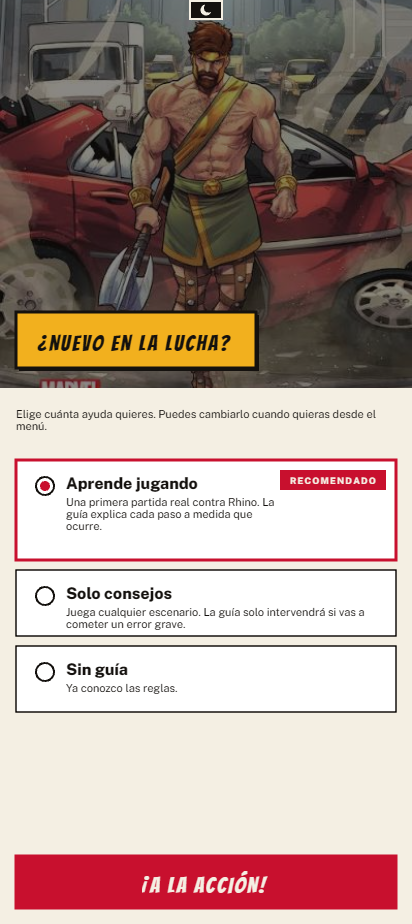 ¿NUEVO EN LA LUCHA?
MARVEL
Elige cuánta ayuda quieres. Puedes cambiarlo cuando quieras desde el
menú.
Aprende jugando
RECOMENDADO
Una primera partida real contra Rhino. La
guía explica cada paso a medida que
ocurre.
Solo consejos
Juega cualquier escenario. La guía solo intervendrá si vas a
cometer un error grave.
Sin guía
Ya conozco las reglas.
¡A LA ACCIÓN!